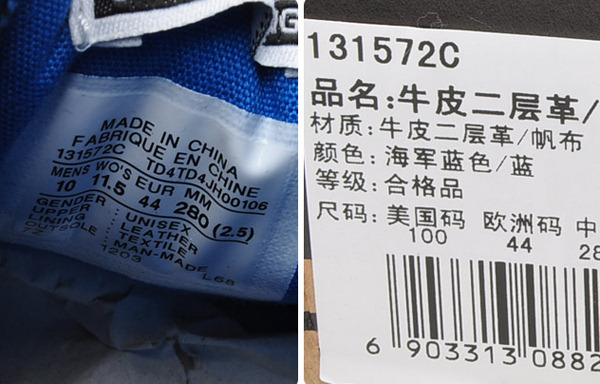 MADE IN CHINA
FABRIQUE EN CHINE
131572C TD4TD4JH00106
MENS WO'S EUR MM
10 11.5 44 280 (2.5)
GENDER UNISEX
UPPER LEATHER
LINING TEXTILE
OUTSOLE MAN-MADE
YZ 1203 L68
131572C
品名:牛皮二层革/
材质:牛皮二层革/帆布
颜色:海军蓝色/蓝
等级:合格品
尺码:美国码 欧洲码 中
100 44 28
6 903313 0882